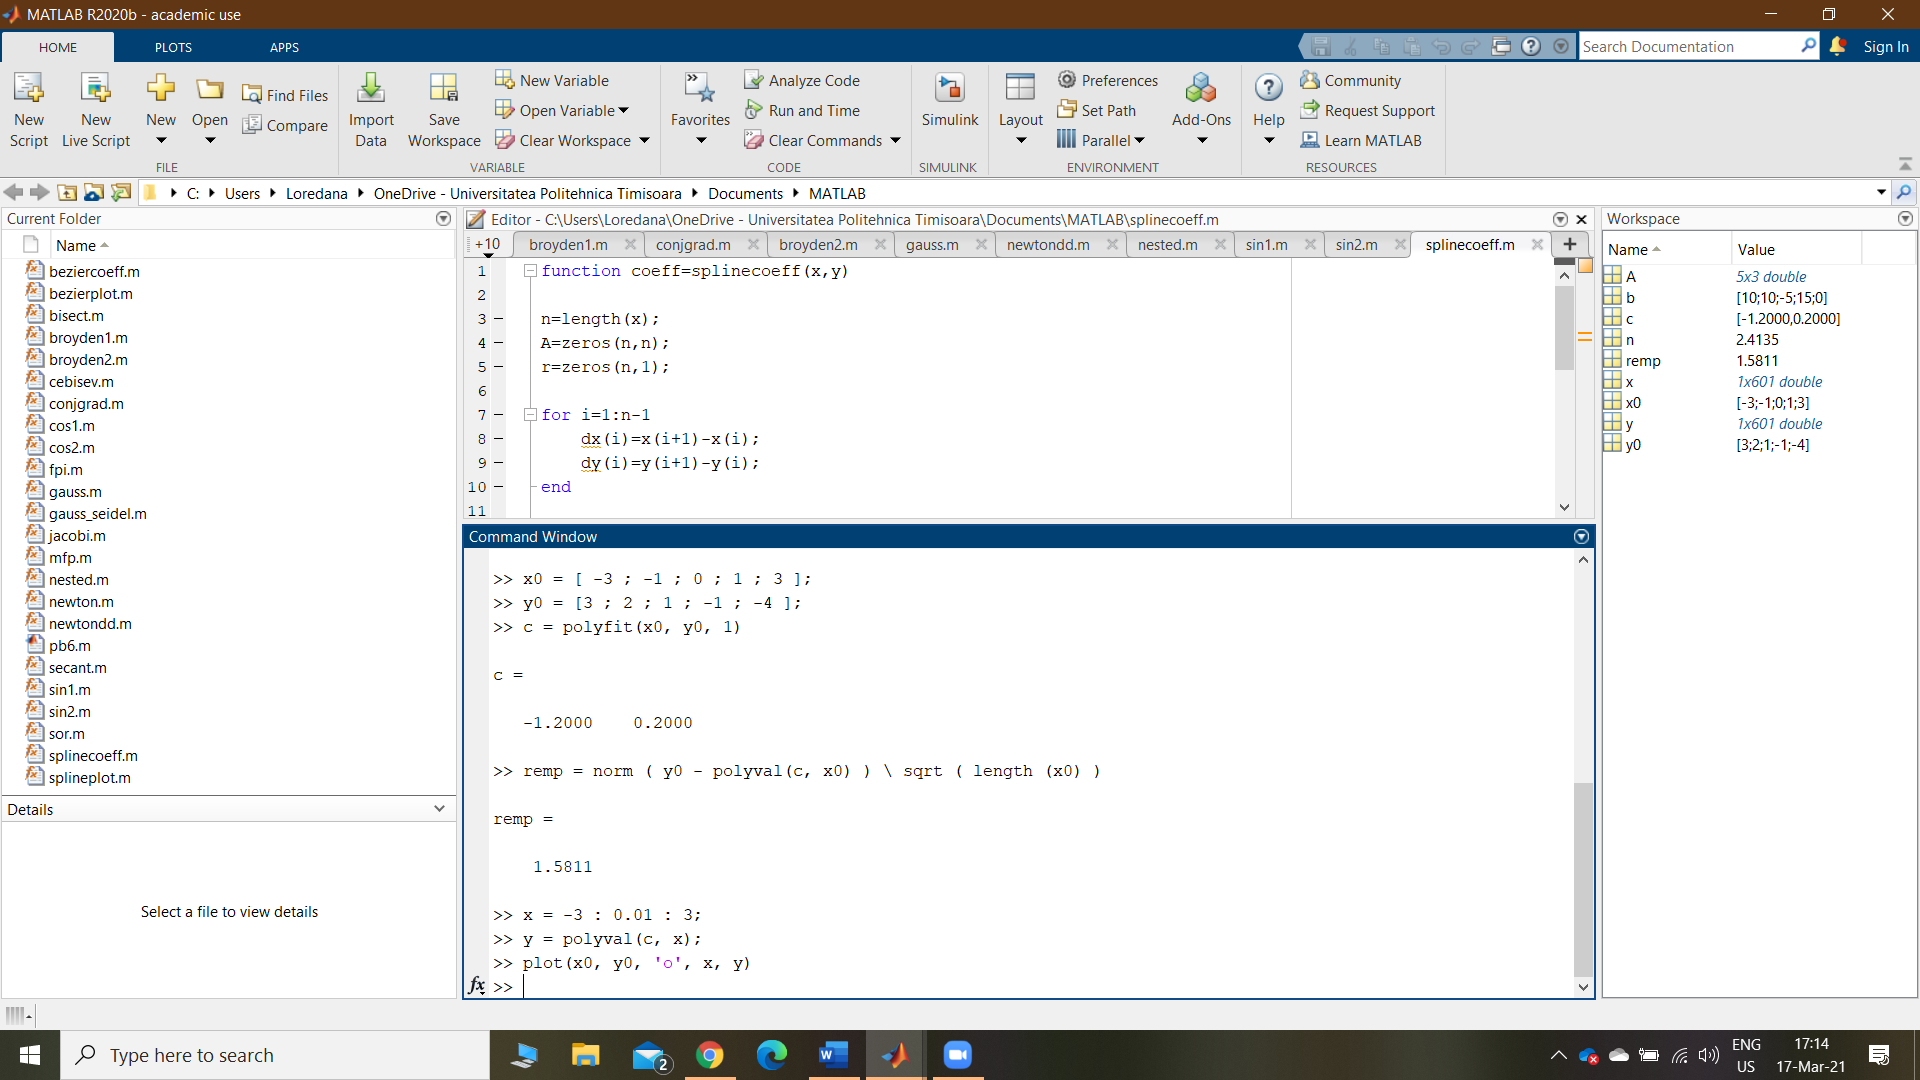 MATLAB R2020b - academic use
HOME PLOTS APPS
Search Documentation
Sign In
New Script
New Live Script
New
Open
Find Files
Compare
FILE
Import Data
Save Workspace
New Variable
Open Variable
Clear Workspace
VARIABLE
Favorites
Analyze Code
Run and Time
Clear Commands
CODE
Simulink
SIMULINK
Layout
Preferences
Set Path
Parallel
Add-Ons
ENVIRONMENT
Help
Community
Request Support
Learn MATLAB
RESOURCES
C: Users Loredana OneDrive - Universitatea Politehnica Timisoara Documents MATLAB
Current Folder
Name
beziercoeff.m
bezierplot.m
bisect.m
broyden1.m
broyden2.m
cebisev.m
conjgrad.m
cos1.m
cos2.m
fpi.m
gauss.m
gauss_seidel.m
jacobi.m
mfp.m
nested.m
newton.m
newtondd.m
pb6.m
secant.m
sin1.m
sin2.m
sor.m
splinecoeff.m
splineplot.m
Details
Select a file to view details
Editor - C:\Users\Loredana\OneDrive - Universitatea Politehnica Timisoara\Documents\MATLAB\splinecoeff.m
+10 broyden1.m conjgrad.m broyden2.m gauss.m newtondd.m nested.m sin1.m sin2.m splinecoeff.m
1 function coeff=splinecoeff(x,y)
2
3 – n=length(x);
4 – A=zeros(n,n);
5 – r=zeros(n,1);
6
7 – for i=1:n-1
8 – dx(i)=x(i+1)-x(i);
9 – dy(i)=y(i+1)-y(i);
10 – end
11
Command Window
>> x0 = [ -3 ; -1 ; 0 ; 1 ; 3 ];
>> y0 = [3 ; 2 ; 1 ; -1 ; -4 ];
>> c = polyfit(x0, y0, 1)
c =
-1.2000 0.2000
>> remp = norm ( y0 - polyval(c, x0) ) \ sqrt ( length (x0) )
remp =
1.5811
>> x = -3 : 0.01 : 3;
>> y = polyval(c, x);
>> plot(x0, y0, 'o', x, y)
fx >>
Workspace
Name Value
A 5x3 double
b [10;10;-5;15;0]
c [-1.2000,0.2000]
n 2.4135
remp 1.5811
x 1x601 double
x0 [-3;-1;0;1;3]
y 1x601 double
y0 [3;2;1;-1;-4]
Type here to search
2
ENG
US
17:14
17-Mar-21